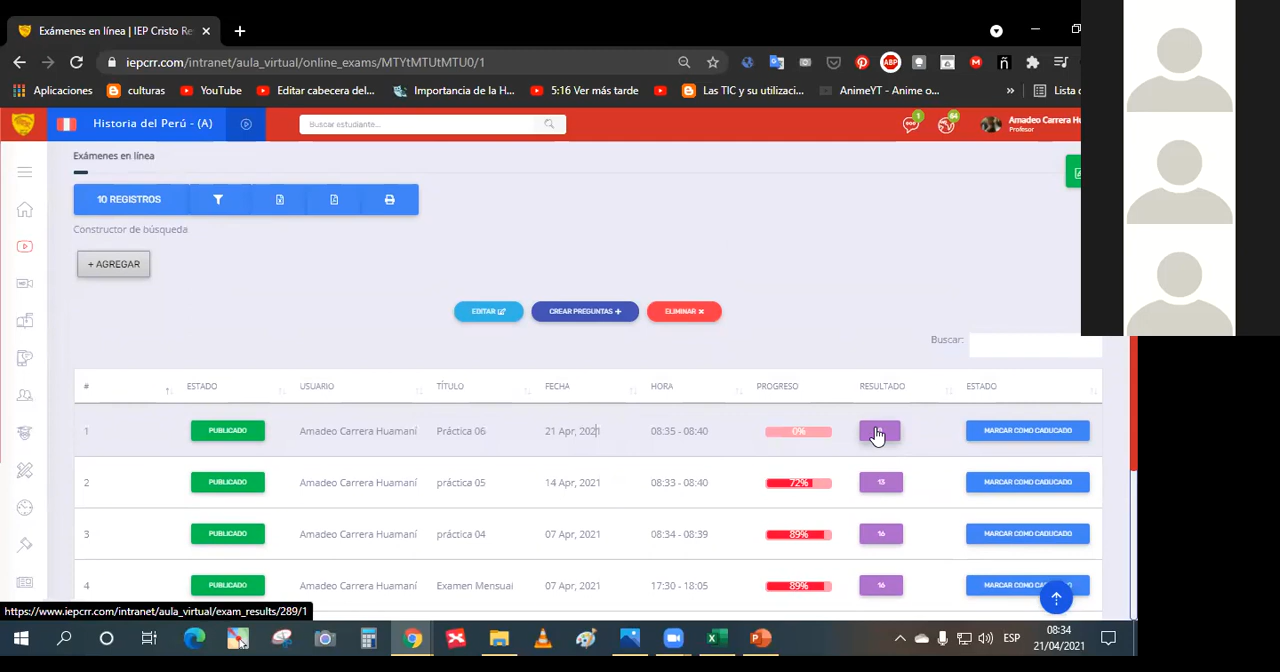 Exámenes en línea | IEP Cristo Re
iepcrr.com/intranet/aula_virtual/online_exams/MTYtMTUtMTU0/1
ABP
M
ñ
Aplicaciones
culturas
YouTube
Editar cabecera del...
Importancia de la H...
5:16 Ver más tarde
Las TIC y su utilizaci...
AnimeYT - Anime o...
»
Lista d
Historia del Perú - (A)
Buscar estudiante...
1
64
Amadeo Carrera Hu
Profesor
Exámenes en línea
10 REGISTROS
Constructor de búsqueda
+ AGREGAR
EDITAR
CREAR PREGUNTAS +
ELIMINAR ×
Buscar:
# ESTADO USUARIO TÍTULO FECHA HORA PROGRESO RESULTADO ESTADO
1 PUBLICADO Amadeo Carrera Huamaní Práctica 06 21 Apr, 2021 08:35 - 08:40 0% MARCAR COMO CADUCADO
2 PUBLICADO Amadeo Carrera Huamaní práctica 05 14 Apr, 2021 08:33 - 08:40 72% 13 MARCAR COMO CADUCADO
3 PUBLICADO Amadeo Carrera Huamaní práctica 04 07 Apr, 2021 08:34 - 08:39 89% 16 MARCAR COMO CADUCADO
4 PUBLICADO Amadeo Carrera Huamaní Examen Mensual 07 Apr, 2021 17:30 - 18:05 89% 16 MARCAR COMO CADUCADO
https://www.iepcrr.com/intranet/aula_virtual/exam_results/289/1
ESP
08:34
21/04/2021